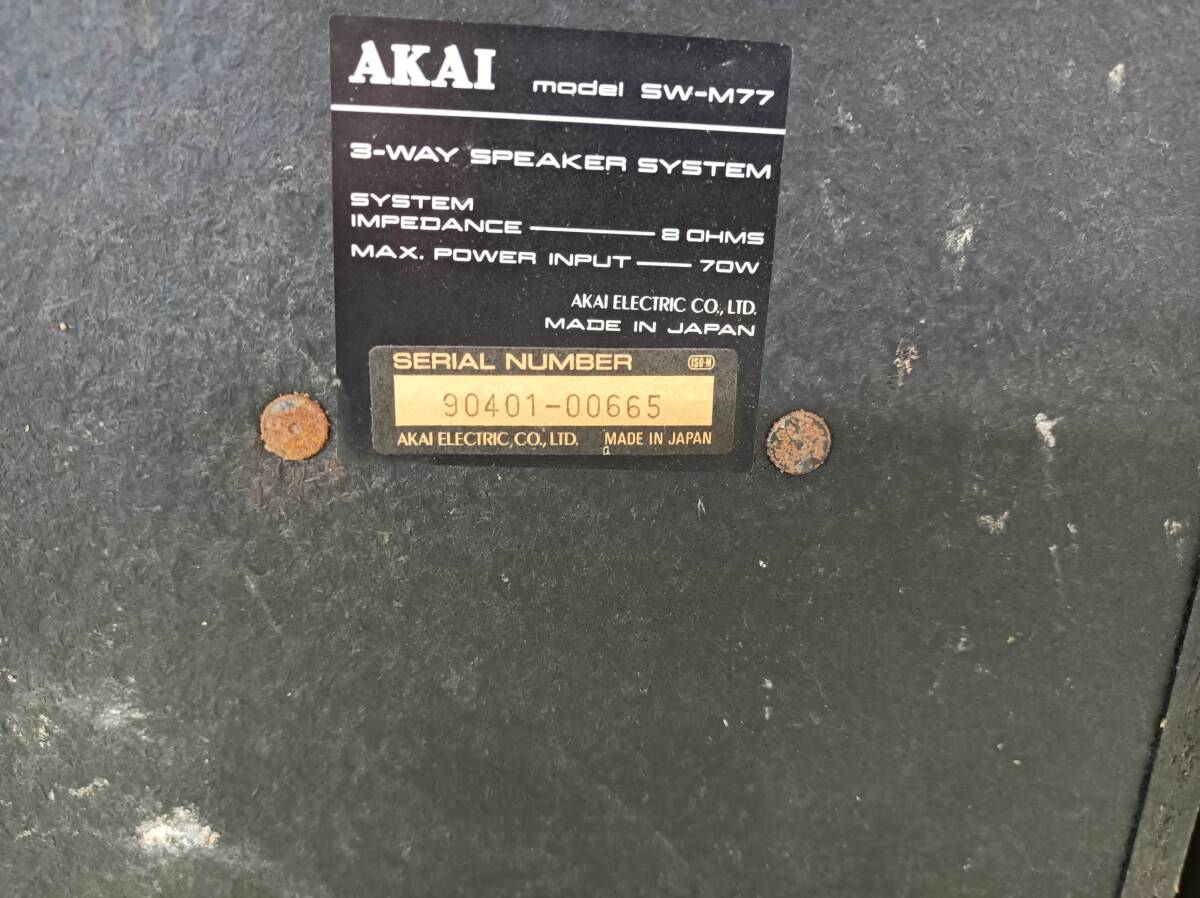 AKAI model SW-M77
3-WAY SPEAKER SYSTEM
SYSTEM
IMPEDANCE — 8 OHMS
MAX. POWER INPUT — 70W
AKAI ELECTRIC CO., LTD.
MADE IN JAPAN
SERIAL NUMBER ISO-M
90401-00665
AKAI ELECTRIC, CO., LTD. MADE IN JAPAN